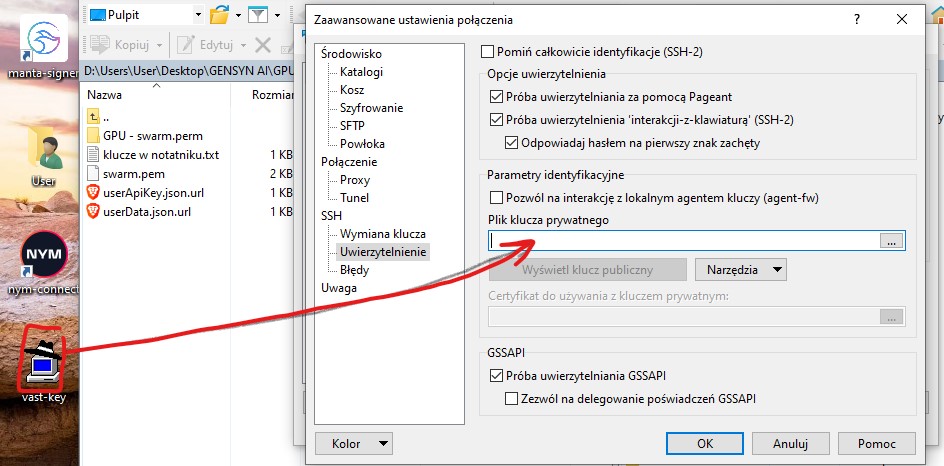 manta-signer
User
NYM
nym-connect
vast-key
Pulpit
Kopiuj
Edytuj
D:\Users\User\Desktop\GENSYN AI\GPU
Nazwa
Rozmiar
..
GPU - swarm.perm
klucze w notatniku.txt 1 KB
swarm.pem 2 KB
userApiKey.json.url 1 KB
userData.json.url 1 KB
Zaawansowane ustawienia połączenia
?
Środowisko
Katalogi
Kosz
Szyfrowanie
SFTP
Powłoka
Połączenie
Proxy
Tunel
SSH
Wymiana klucza
Uwierzytelnienie
Błędy
Uwaga
Pomiń całkowicie identyfikacje (SSH-2)
Opcje uwierzytelnienia
Próba uwierzytelniania za pomocą Pageant
Próba uwierzytelnienia 'interakcji-z-klawiaturą' (SSH-2)
Odpowiadaj hasłem na pierwszy znak zachęty
Parametry identyfikacyjne
Pozwól na interakcję z lokalnym agentem kluczy (agent-fw)
Plik klucza prywatnego
...
Wyświetl klucz publiczny
Narzędzia
Certyfikat do używania z kluczem prywatnym:
...
GSSAPI
Próba uwierzytelniania GSSAPI
Zezwól na delegowanie poświadczeń GSSAPI
Kolor
OK
Anuluj
Pomoc